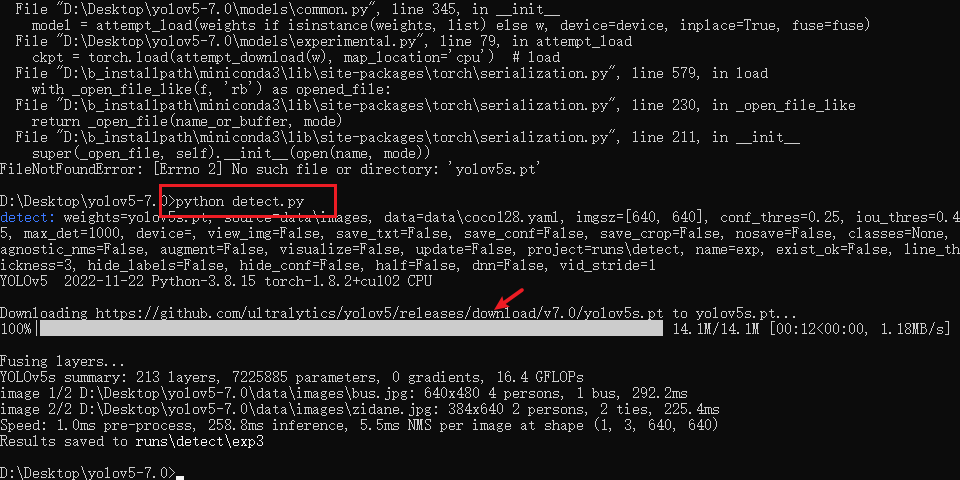 File "D:\Desktop\yolov5-7.0\models\common.py", line 345, in __init__
model = attempt_load(weights if isinstance(weights, list) else w, device=device, inplace=True, fuse=fuse)
File "D:\Desktop\yolov5-7.0\models\experimental.py", line 79, in attempt_load
ckpt = torch.load(attempt_download(w), map_location='cpu')  # load
File "D:\b_installpath\miniconda3\lib\site-packages\torch\serialization.py", line 579, in load
with _open_file_like(f, 'rb') as opened_file:
File "D:\b_installpath\miniconda3\lib\site-packages\torch\serialization.py", line 230, in _open_file_like
return _open_file(name_or_buffer, mode)
File "D:\b_installpath\miniconda3\lib\site-packages\torch\serialization.py", line 211, in __init__
super(_open_file, self).__init__(open(name, mode))
FileNotFoundError: [Errno 2] No such file or directory: 'yolov5s.pt'
D:\Desktop\yolov5-7.0>python detect.py
detect: weights=yolov5s.pt, source=data\images, data=data\coco128.yaml, imgsz=[640, 640], conf_thres=0.25, iou_thres=0.4
5, max_det=1000, device=, view_img=False, save_txt=False, save_conf=False, save_crop=False, nosave=False, classes=None,
agnostic_nms=False, augment=False, visualize=False, update=False, project=runs\detect, name=exp, exist_ok=False, line_th
ickness=3, hide_labels=False, hide_conf=False, half=False, dnn=False, vid_stride=1
YOLOv5  2022-11-22 Python-3.8.15 torch-1.8.2+cu102 CPU
Downloading https://github.com/ultralytics/yolov5/releases/download/v7.0/yolov5s.pt to yolov5s.pt...
100%| 14.1M/14.1M [00:12<00:00, 1.18MB/s]
Fusing layers...
YOLOv5s summary: 213 layers, 7225885 parameters, 0 gradients, 16.4 GFLOPs
image 1/2 D:\Desktop\yolov5-7.0\data\images\bus.jpg: 640x480 4 persons, 1 bus, 292.2ms
image 2/2 D:\Desktop\yolov5-7.0\data\images\zidane.jpg: 384x640 2 persons, 2 ties, 225.4ms
Speed: 1.0ms pre-process, 258.8ms inference, 5.5ms NMS per image at shape (1, 3, 640, 640)
Results saved to runs\detect\exp3
D:\Desktop\yolov5-7.0>